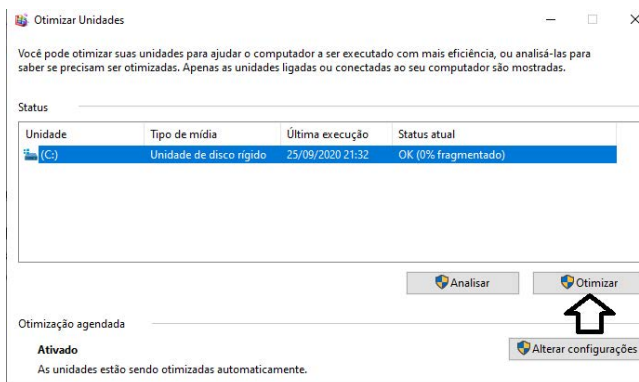 Otimizar Unidades
Você pode otimizar suas unidades para ajudar o computador a ser executado com mais eficiência, ou analisá-las para
saber se precisam ser otimizadas. Apenas as unidades ligadas ou conectadas ao seu computador são mostradas.
Status
Unidade Tipo de mídia Última execução Status atual
(C:) Unidade de disco rígido 25/09/2020 21:32 OK (0% fragmentado)
Analisar Otimizar
Otimização agendada
Ativado Alterar configurações
As unidades estão sendo otimizadas automaticamente.